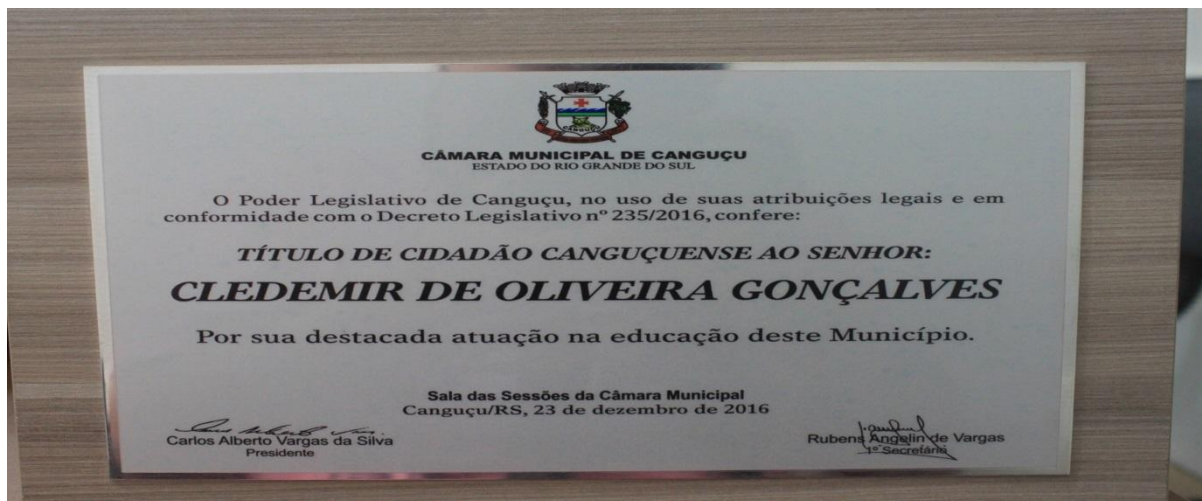 CANGUÇU
CÂMARA MUNICIPAL DE CANGUÇU
ESTADO DO RIO GRANDE DO SUL
O Poder Legislativo de Canguçu, no uso de suas atribuições legais e em
conformidade com o Decreto Legislativo nº 235/2016, confere:
TÍTULO DE CIDADÃO CANGUÇUENSE AO SENHOR:
CLEDEMIR DE OLIVEIRA GONÇALVES
Por sua destacada atuação na educação deste Município.
Sala das Sessões da Câmara Municipal
Canguçu/RS, 23 de dezembro de 2016
Carlos Alberto Vargas da Silva
Presidente
Rubens Angelin de Vargas
1º Secretário